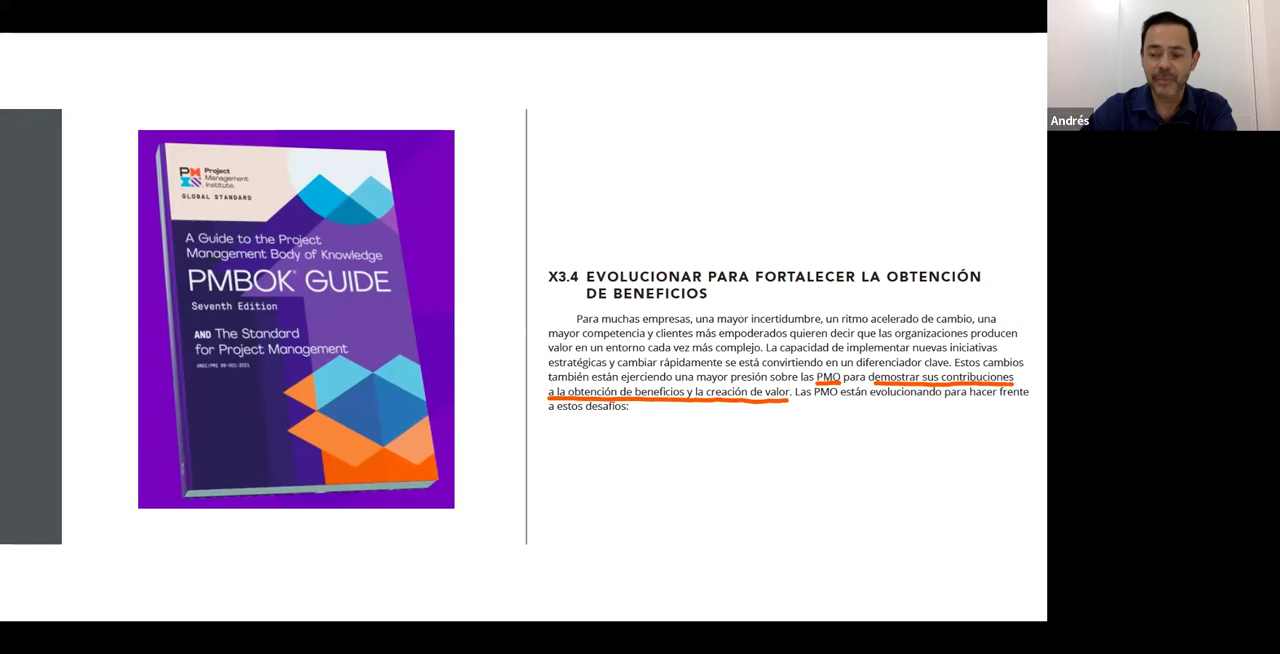 Project
Management
Institute.
GLOBAL STANDARD
A Guide to the Project
Management Body of Knowledge
PMBOK® GUIDE
Seventh Edition
AND The Standard
for Project Management
ANSI/PMI 99-001-2021
X3.4 EVOLUCIONAR PARA FORTALECER LA OBTENCIÓN
DE BENEFICIOS
Para muchas empresas, una mayor incertidumbre, un ritmo acelerado de cambio, una
mayor competencia y clientes más empoderados quieren decir que las organizaciones producen
valor en un entorno cada vez más complejo. La capacidad de implementar nuevas iniciativas
estratégicas y cambiar rápidamente se está convirtiendo en un diferenciador clave. Estos cambios
también están ejerciendo una mayor presión sobre las PMO para demostrar sus contribuciones
a la obtención de beneficios y la creación de valor. Las PMO están evolucionando para hacer frente
a estos desafíos:
Andrés